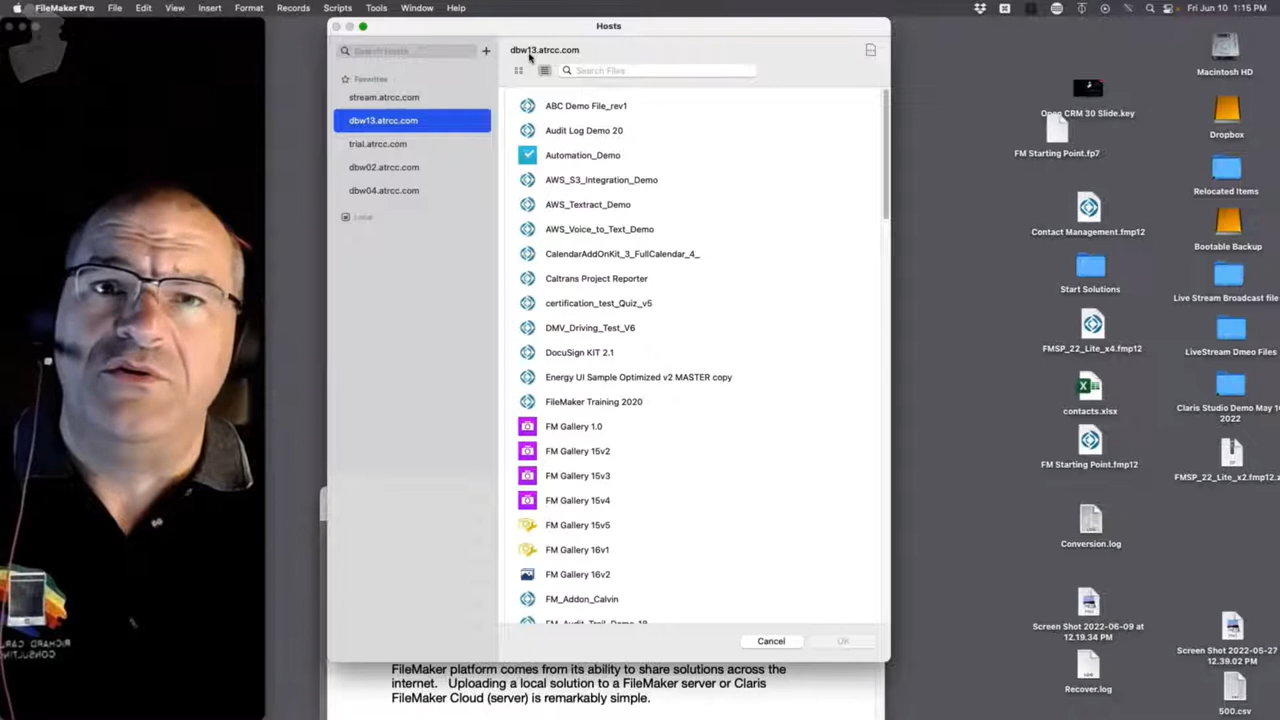 FileMaker Pro File Edit View Insert Format Records Scripts Tools Window Help
Fri Jun 10 1:15 PM
Hosts
Search Hosts
+
dbw13.atrcc.com
Search Files
Favorites
stream.atrcc.com
dbw13.atrcc.com
trial.atrcc.com
dbw02.atrcc.com
dbw04.atrcc.com
Local
ABC Demo File_rev1
Audit Log Demo 20
Automation_Demo
AWS_S3_Integration_Demo
AWS_Textract_Demo
AWS_Voice_to_Text_Demo
CalendarAddOnKit_3_FullCalendar_4_
Caltrans Project Reporter
certification_test_Quiz_v5
DMV_Driving_Test_V6
DocuSign KIT 2.1
Energy UI Sample Optimized v2 MASTER copy
FileMaker Training 2020
FM Gallery 1.0
FM Gallery 15v2
FM Gallery 15v3
FM Gallery 15v4
FM Gallery 15v5
FM Gallery 16v1
FM Gallery 16v2
FM_Addon_Calvin
FM_Audit_Trail_Demo_18
Cancel
OK
FileMaker platform comes from its ability to share solutions across the
internet. Uploading a local solution to a FileMaker server or Claris
FileMaker Cloud (server) is remarkably simple.
Macintosh HD
Open CRM 30 Slide.key
Dropbox
FM Starting Point.fp7
Relocated Items
Contact Management.fmp12
Bootable Backup
Start Solutions
Live Stream Broadcast file
FMSP_22_Lite_x4.fmp12
LiveStream Dmeo Files
contacts.xlsx
Claris Studio Demo May 1
2022
FM Starting Point.fmp12
FMSP_22_Lite_x2.fmp12.z
Conversion.log
Screen Shot 2022-06-09 at
12.19.34 PM
Screen Shot 2022-05-27
12.39.02 PM
Recover.log
500.csv